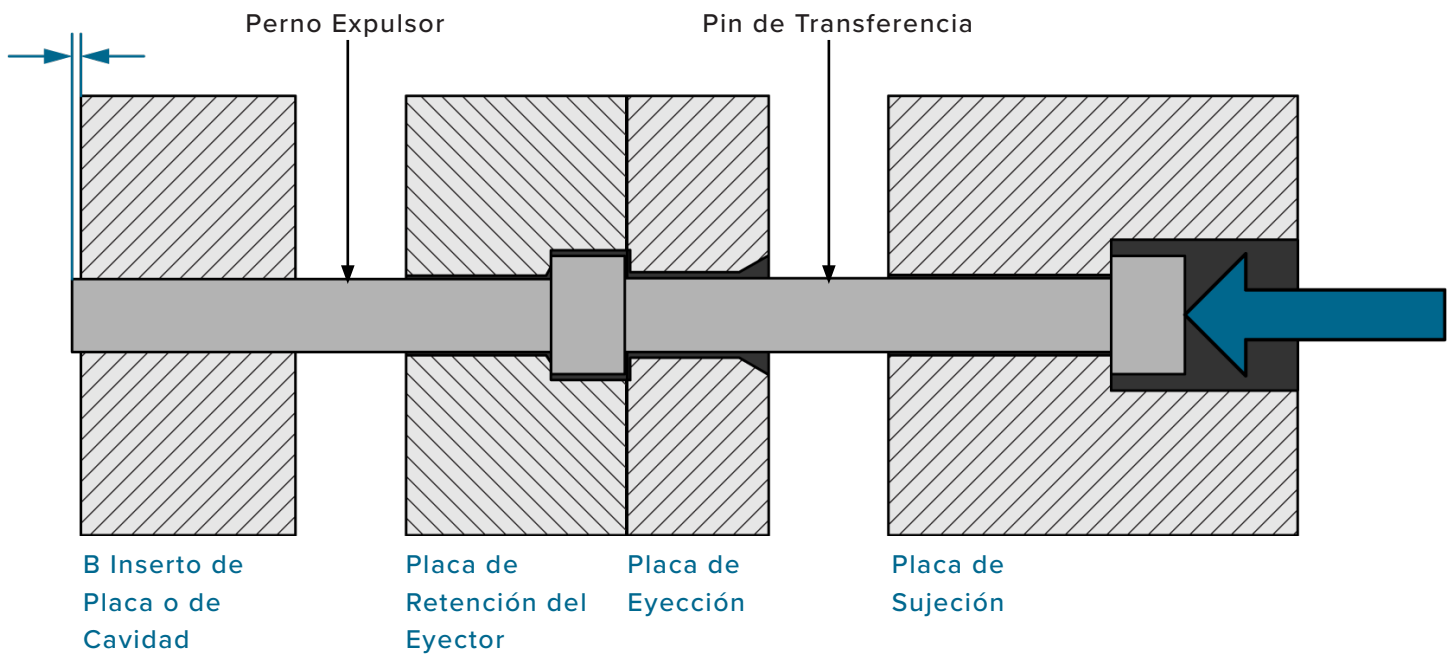 Perno Expulsor
Pin de Transferencia
B Inserto de
Placa o de
Cavidad
Placa de
Retención del
Eyector
Placa de
Eyección
Placa de
Sujeción